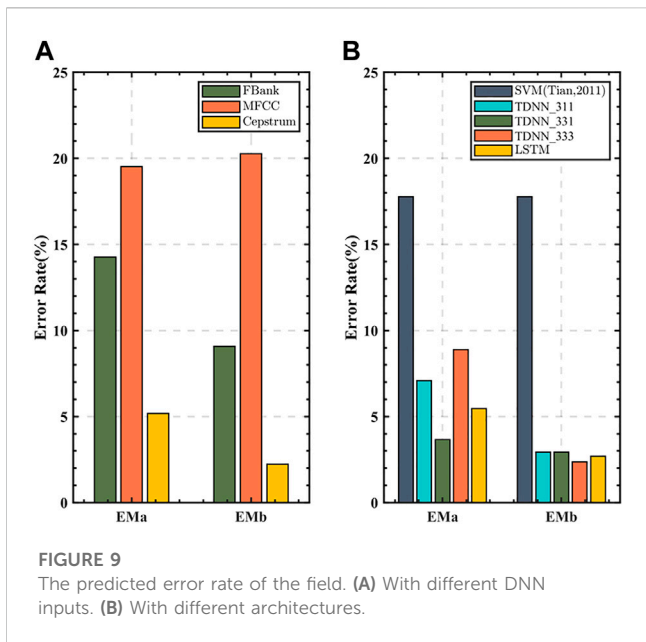 A
25
20
15
10
5
0
Error Rate(%)
FBank
MFCC
Cepstrum
EMa
EMb
B
25
20
15
10
5
0
Error Rate(%)
SVM(Tian,2011)
TDNN_311
TDNN_331
TDNN_333
LSTM
EMa
EMb
FIGURE 9
The predicted error rate of the field. (A) With different DNN
inputs. (B) With different architectures.